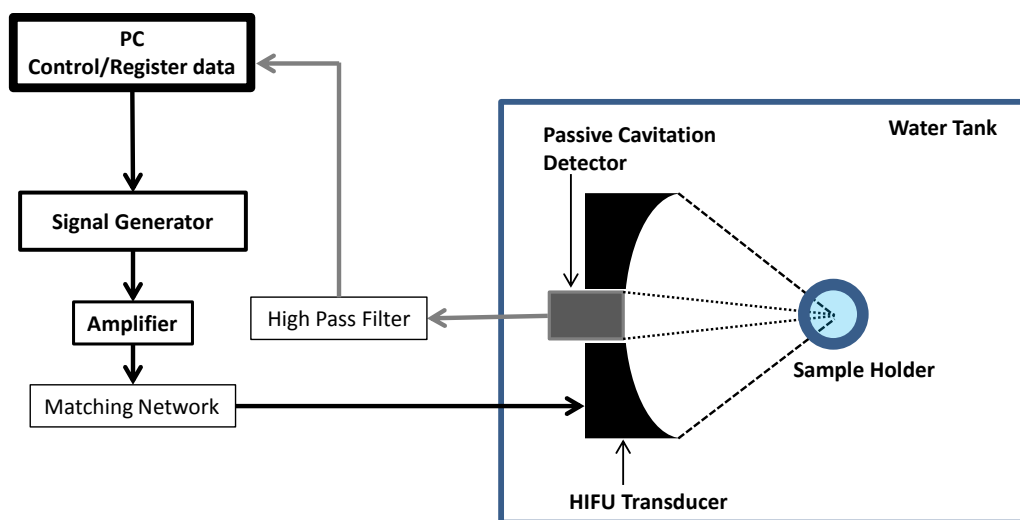 PC
Control/Register data
Signal Generator
Amplifier
Matching Network
High Pass Filter
Passive Cavitation
Detector
Water Tank
Sample Holder
HIFU Transducer